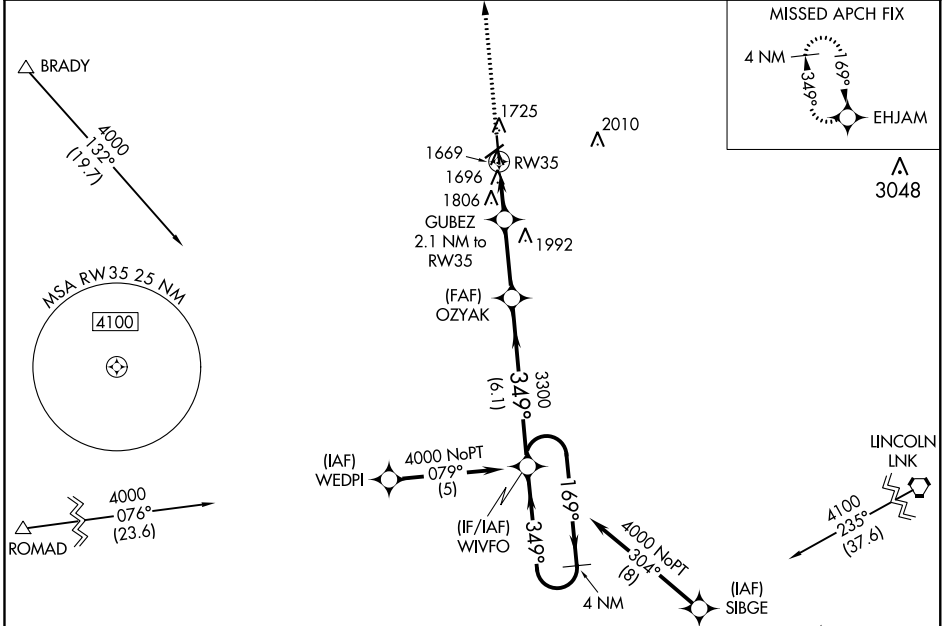 MISSED APCH FIX
4 NM
349°
169°
EHJAM
BRADY
4000
132°
(19.7)
1725
2010
1669
RW35
1696
1806
3048
GUBEZ
2.1 NM to
RW35
1992
MSA RW35 25 NM
4100
(FAF)
OZYAK
3300
349°
(6.1)
(IAF)
WEDPI
4000 NoPT
079°
(5)
(IF/IAF)
WIVFO
349°
169°
4 NM
4000 NoPT
304°
(8)
(IAF)
SIBGE
LINCOLN
LNK
4100
235°
(37.6)
4000
076°
(23.6)
ROMAD